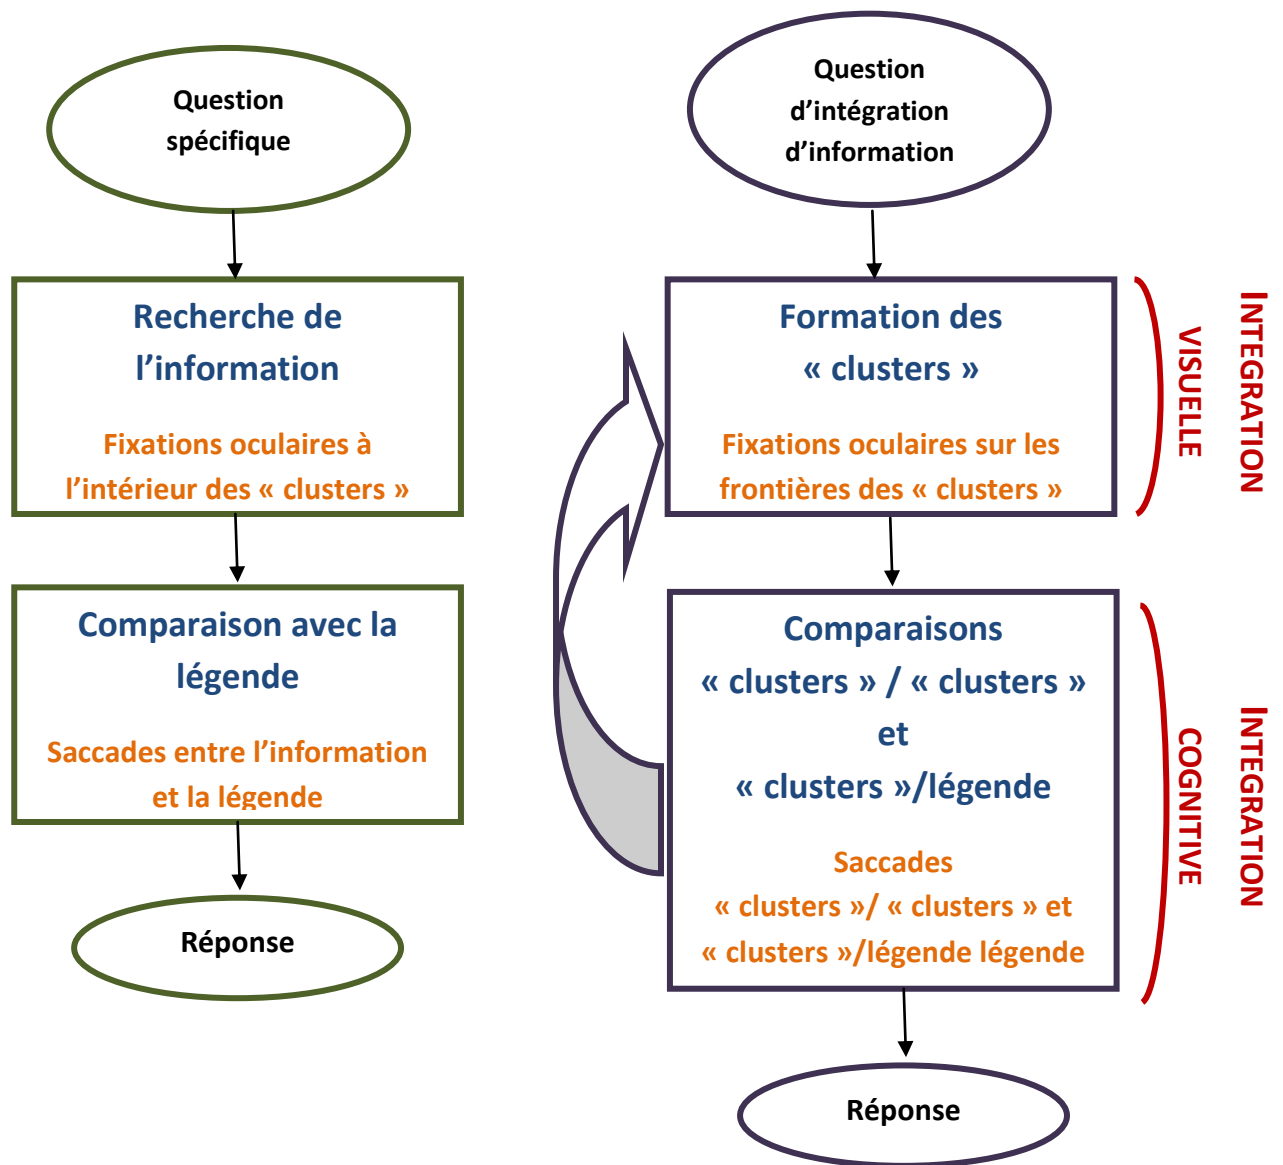 Question
spécifique
Recherche de
l’information
Fixations oculaires à
l’intérieur des « clusters »
Comparaison avec la
légende
Saccades entre l’information
et la légende
Réponse
Question
d’intégration
d’information
Formation des
« clusters »
Fixations oculaires sur les
frontières des « clusters »
INTEGRATION
VISUELLE
Comparaisons
« clusters » / « clusters »
et
« clusters »/légende
Saccades
« clusters »/ « clusters » et
« clusters »/légende légende
INTEGRATION
COGNITIVE
Réponse